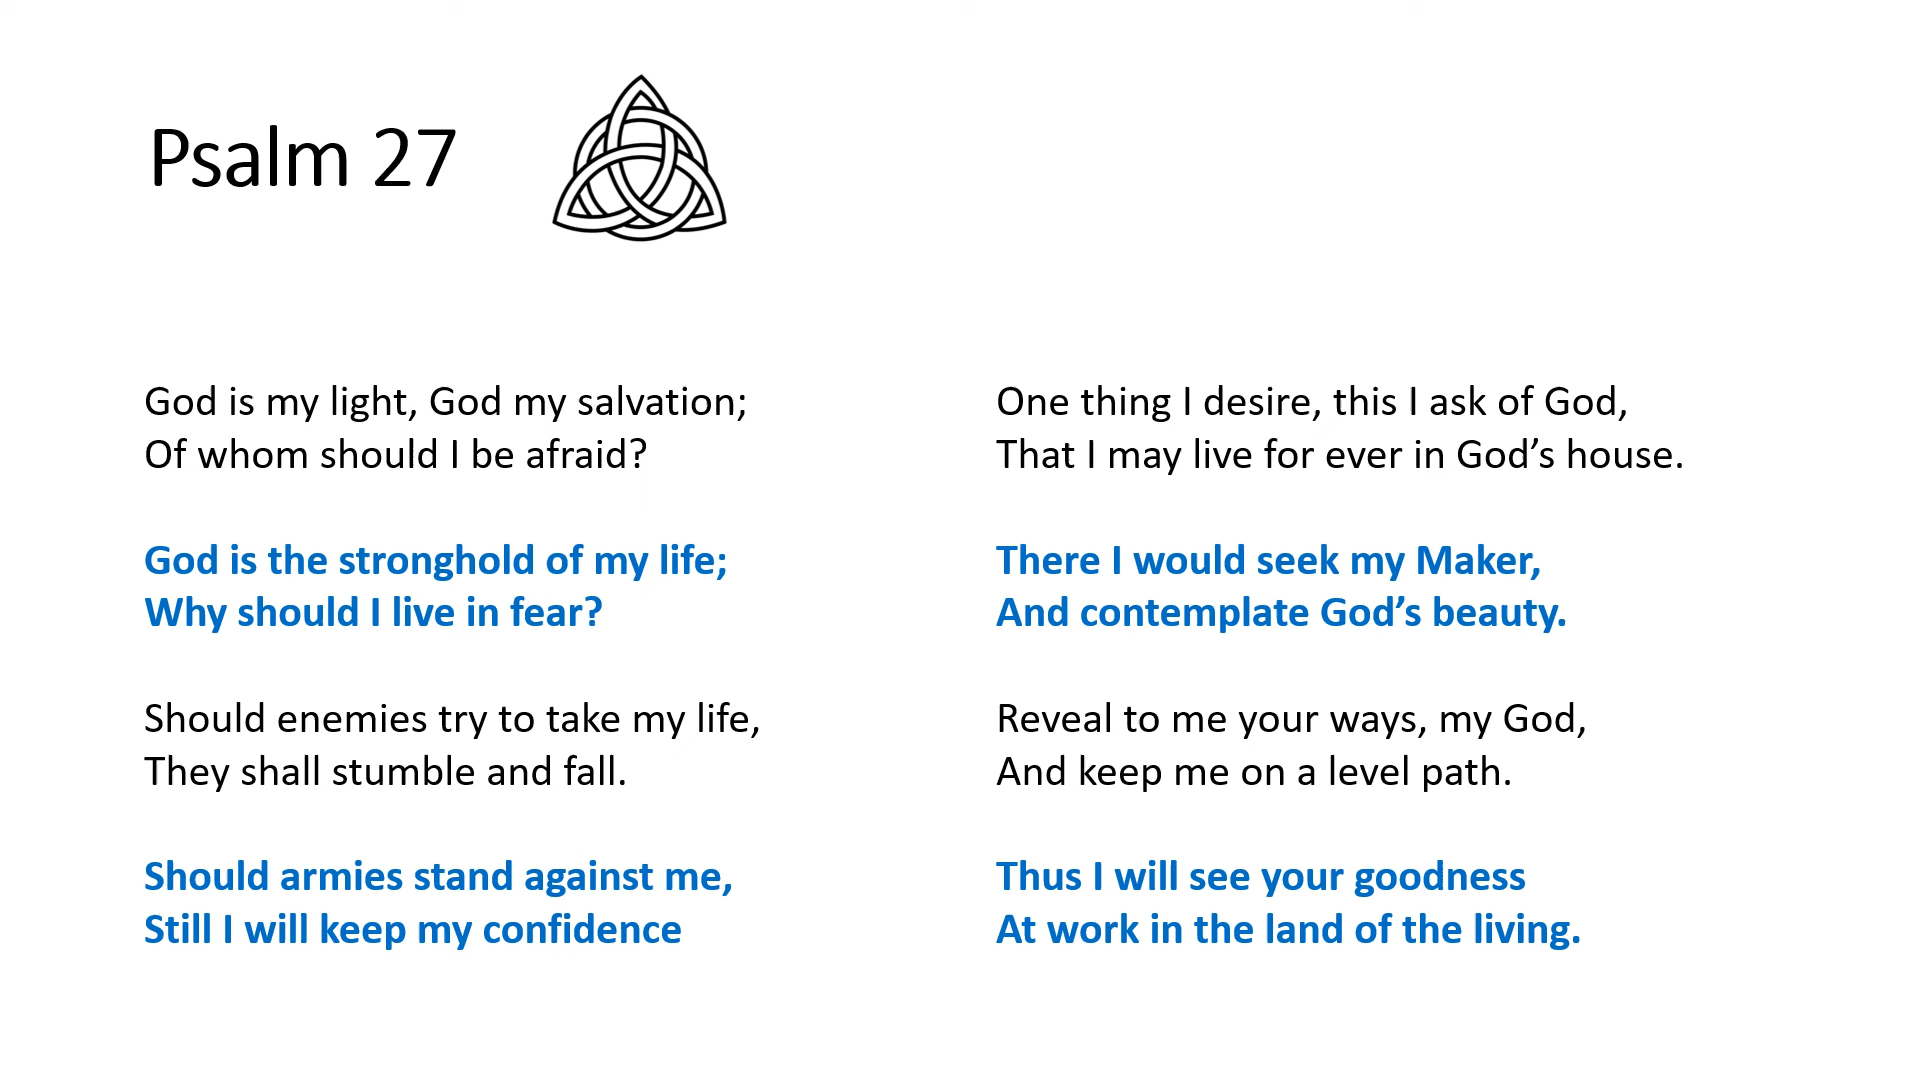 Psalm 27
God is my light, God my salvation;
Of whom should I be afraid?
God is the stronghold of my life;
Why should I live in fear?
Should enemies try to take my life,
They shall stumble and fall.
Should armies stand against me,
Still I will keep my confidence
One thing I desire, this I ask of God,
That I may live for ever in God’s house.
There I would seek my Maker,
And contemplate God’s beauty.
Reveal to me your ways, my God,
And keep me on a level path.
Thus I will see your goodness
At work in the land of the living.